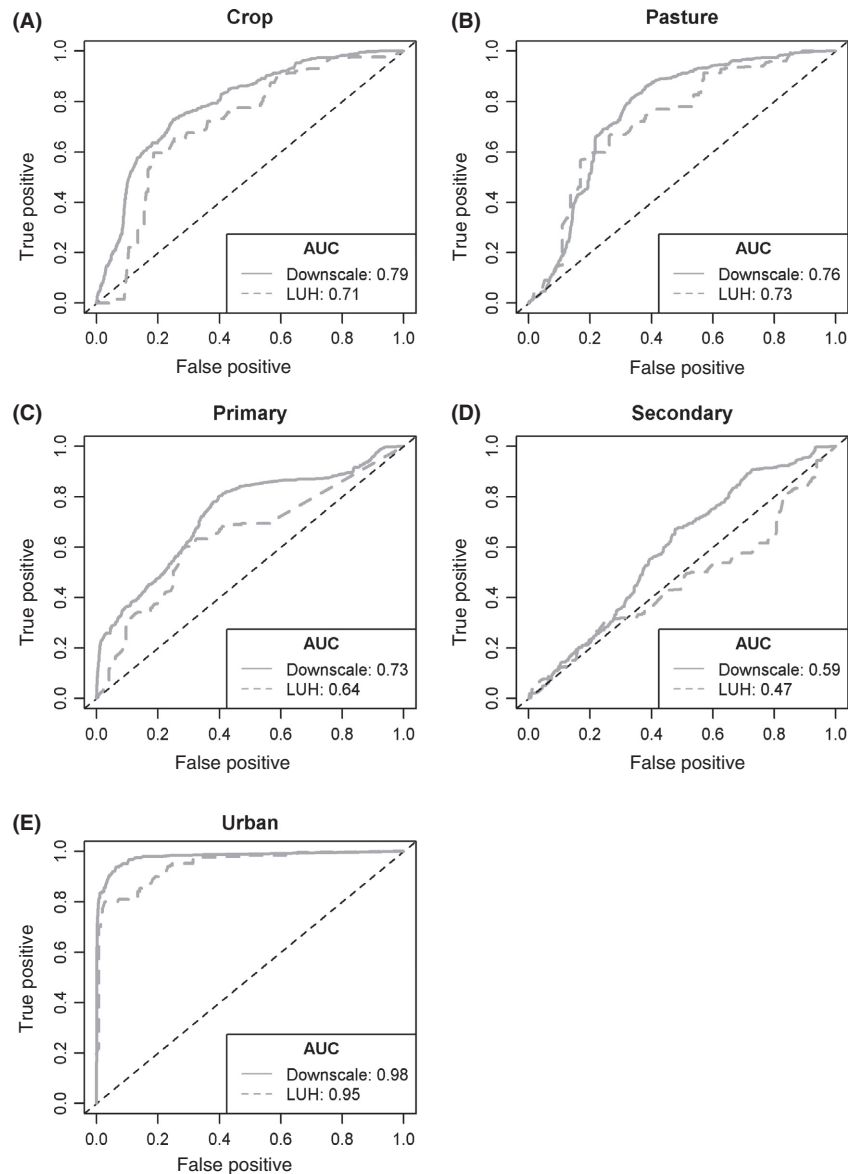 (A) Crop
1.0
0.8
0.6
0.4
0.2
0.0
True positive
AUC
Downscale: 0.79
LUH: 0.71
0.0 0.2 0.4 0.6 0.8 1.0
False positive
(B) Pasture
1.0
0.8
0.6
0.4
0.2
0.0
True positive
AUC
Downscale: 0.76
LUH: 0.73
0.0 0.2 0.4 0.6 0.8 1.0
False positive
(C) Primary
1.0
0.8
0.6
0.4
0.2
0.0
True positive
AUC
Downscale: 0.73
LUH: 0.64
0.0 0.2 0.4 0.6 0.8 1.0
False positive
(D) Secondary
1.0
0.8
0.6
0.4
0.2
0.0
True positive
AUC
Downscale: 0.59
LUH: 0.47
0.0 0.2 0.4 0.6 0.8 1.0
False positive
(E) Urban
1.0
0.8
0.6
0.4
0.2
0.0
True positive
AUC
Downscale: 0.98
LUH: 0.95
0.0 0.2 0.4 0.6 0.8 1.0
False positive